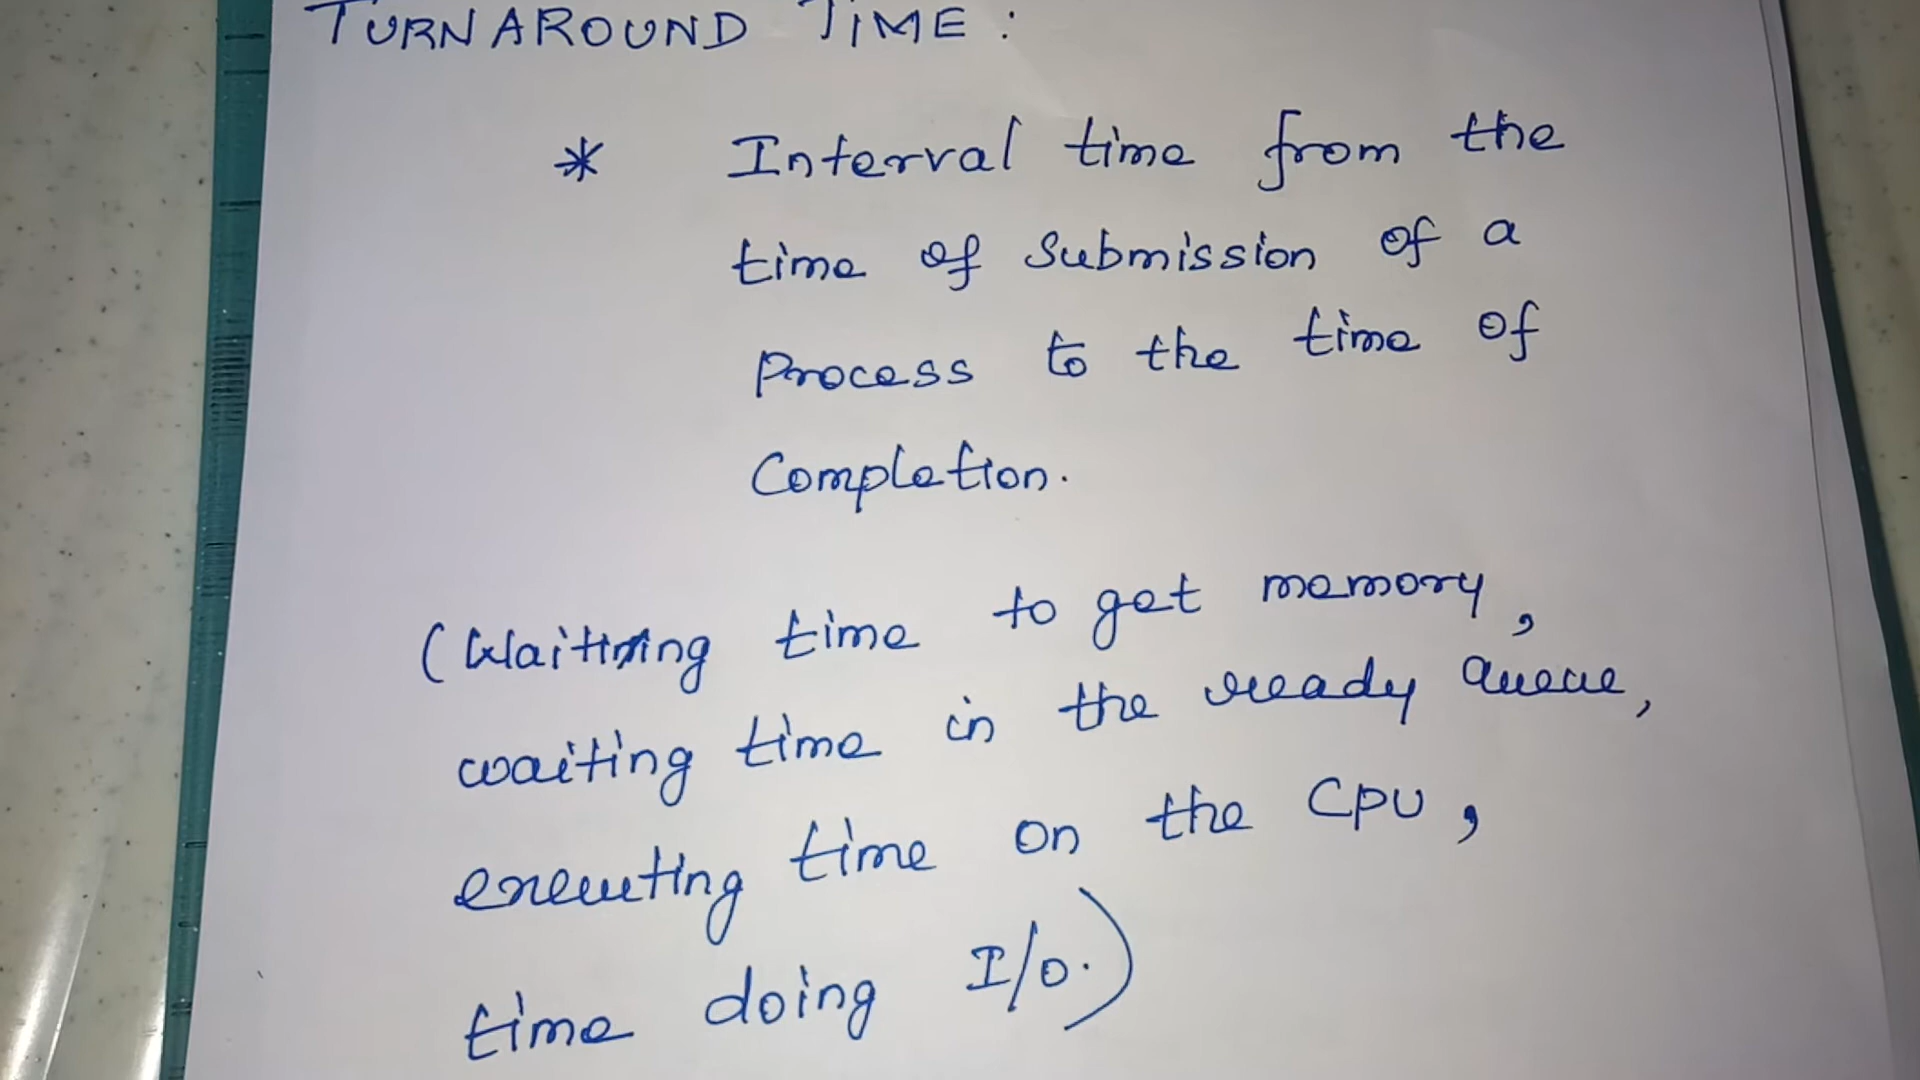 TURNAROUND TIME :
* Interval time from the
time of Submission of a
Process to the time of
Completion.
(Waiting time to get memory,
waiting time in the ready queue,
executing time on the CPU,
time doing I/O.)